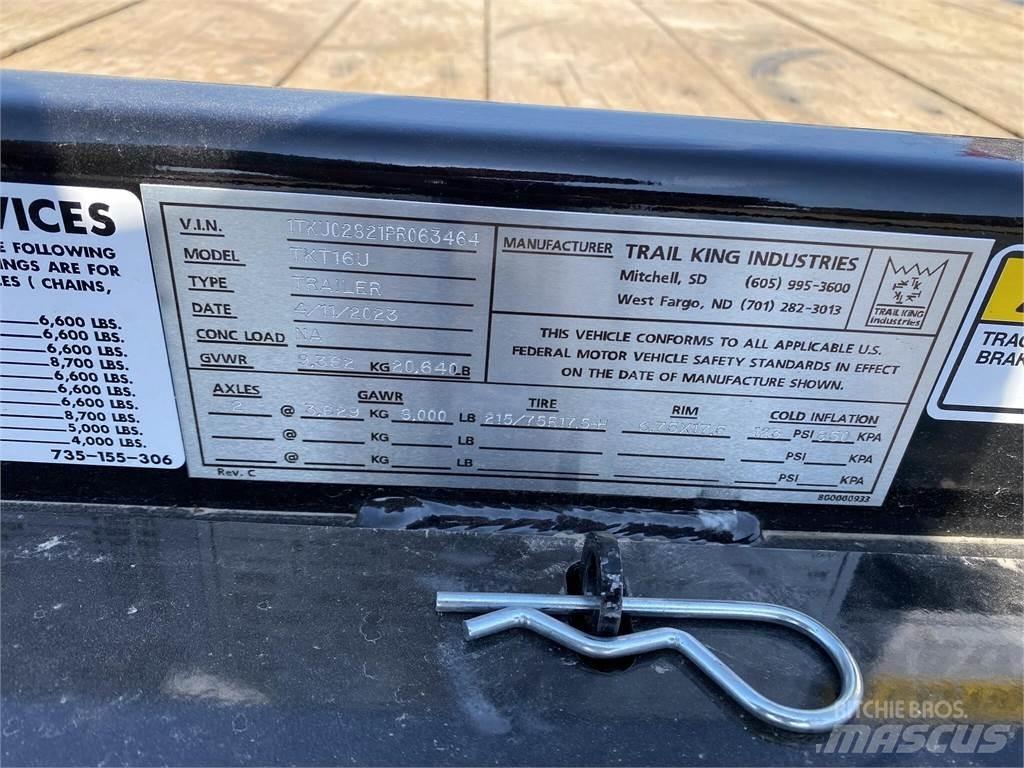 VICES
E FOLLOWING
NGS ARE FOR
ES ( CHAINS,
6,600 LBS.
6,600 LBS.
6,600 LBS.
8,700 LBS.
6,600 LBS.
6,600 LBS.
6,600 LBS.
8,700 LBS.
5,000 LBS.
4,000 LBS.
735-155-306
V.I.N. 1TKU02821PR063464
MODEL TKT16U
TYPE TRAILER
DATE 4/11/2023
CONC LOAD NA
GVWR 9,362 KG 20,640 LB
MANUFACTURER TRAIL KING INDUSTRIES
Mitchell, SD (605) 995-3600
West Fargo, ND (701) 282-3013
TK
TRAIL KING
Industries
THIS VEHICLE CONFORMS TO ALL APPLICABLE U.S.
FEDERAL MOTOR VEHICLE SAFETY STANDARDS IN EFFECT
ON THE DATE OF MANUFACTURE SHOWN.
AXLES GAWR TIRE RIM COLD INFLATION
2 @ 3,629 KG 8,000 LB 215/75R17.5-H 6.75X17.5 PSI KPA
@ KG LB PSI KPA
@ KG LB PSI KPA
Rev. C
TRAC
BRAK
RITCHIE BROS.
MASCUS